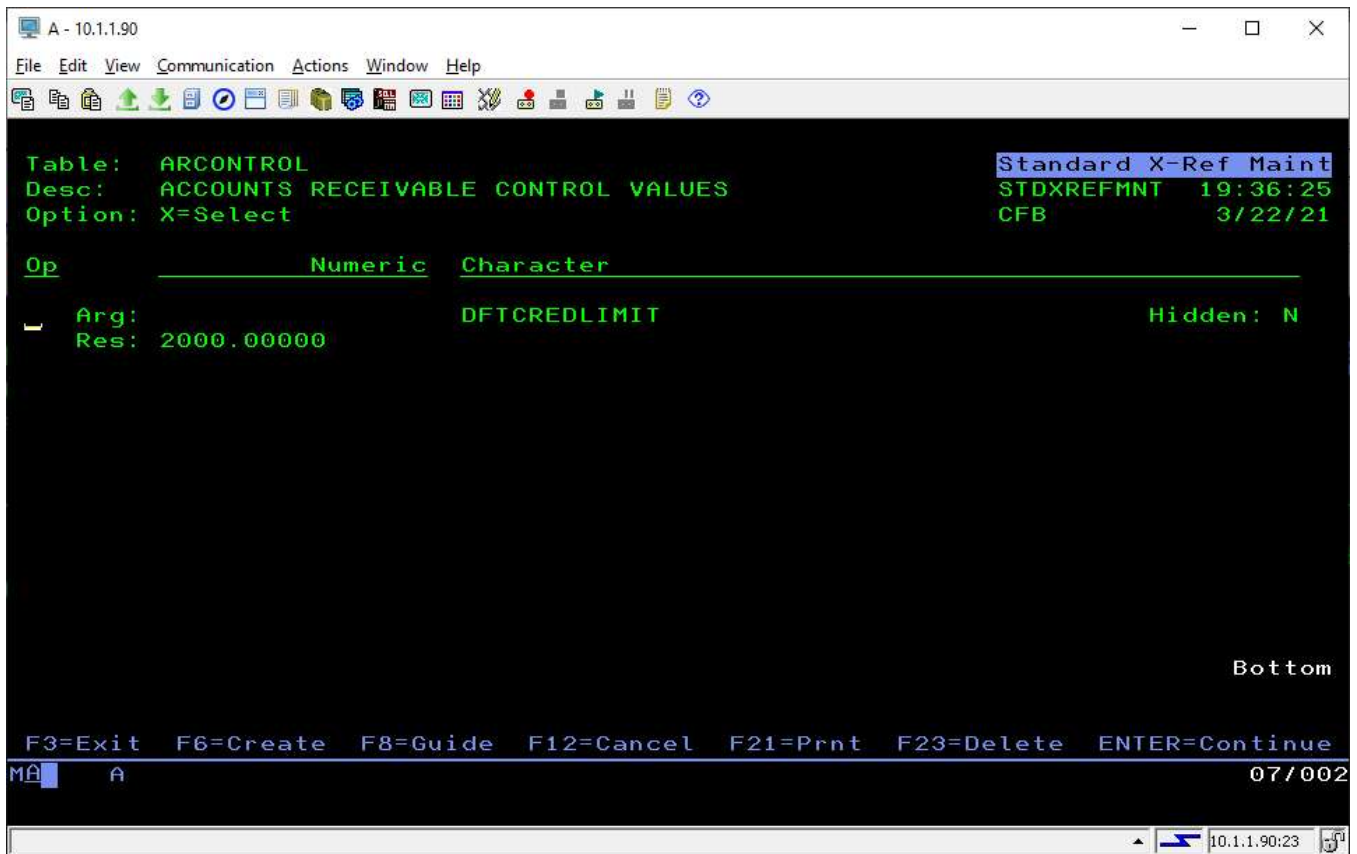 A - 10.1.1.90
File Edit View Communication Actions Window Help
Table: ARCONTROL Standard X-Ref Maint
Desc: ACCOUNTS RECEIVABLE CONTROL VALUES STDXREFMNT 19:36:25
Option: X=Select CFB 3/22/21
Op Numeric Character
Arg: DFTCREDLIMIT Hidden: N
Res: 2000.00000
Bottom
F3=Exit F6=Create F8=Guide F12=Cancel F21=Prnt F23=Delete ENTER=Continue
MA A 07/002
10.1.1.90:23